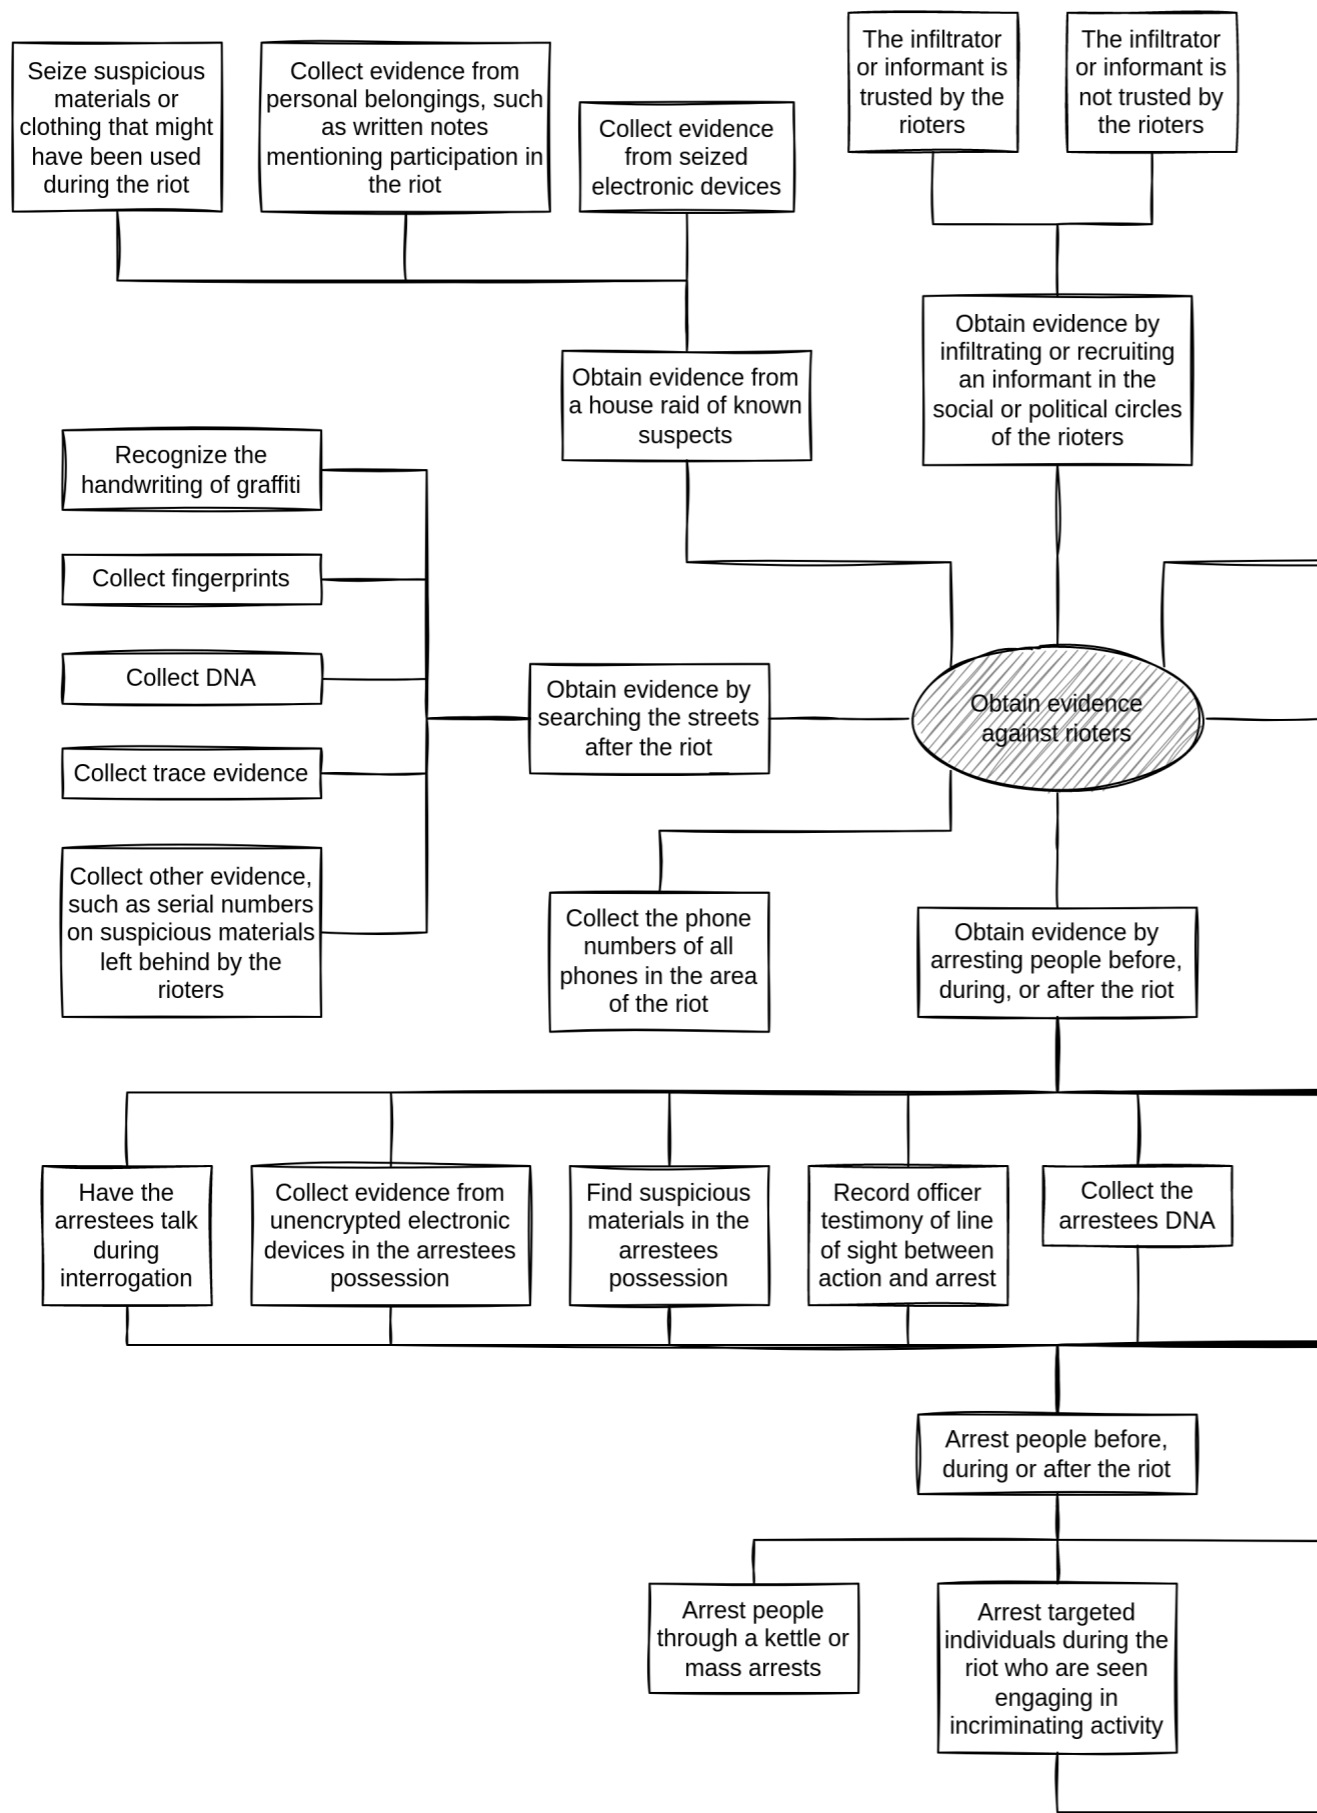 Seize suspicious
materials or
clothing that might
have been used
during the riot
Collect evidence from
personal belongings, such
as written notes
mentioning participation in
the riot
Collect evidence
from seized
electronic devices
The infiltrator
or informant is
trusted by the
rioters
The infiltrator
or informant is
not trusted by
the rioters
Obtain evidence by
infiltrating or recruiting
an informant in the
social or political circles
of the rioters
Obtain evidence from
a house raid of known
suspects
Recognize the
handwriting of graffiti
Collect fingerprints
Collect DNA
Collect trace evidence
Collect other evidence,
such as serial numbers
on suspicious materials
left behind by the
rioters
Obtain evidence by
searching the streets
after the riot
Obtain evidence
against rioters
Collect the phone
numbers of all
phones in the area
of the riot
Obtain evidence by
arresting people before,
during, or after the riot
Have the
arrestees talk
during
interrogation
Collect evidence from
unencrypted electronic
devices in the arrestees
possession
Find suspicious
materials in the
arrestees
possession
Record officer
testimony of line
of sight between
action and arrest
Collect the
arrestees DNA
Arrest people before,
during or after the riot
Arrest people
through a kettle or
mass arrests
Arrest targeted
individuals during the
riot who are seen
engaging in
incriminating activity